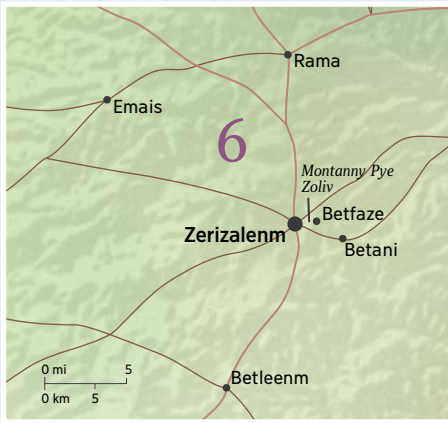 Rama
Emais
6
Montanny Pye
Zoliv
Betfaze
Zerizalenm
Betani
Betleenm
0 mi 5
0 km 5